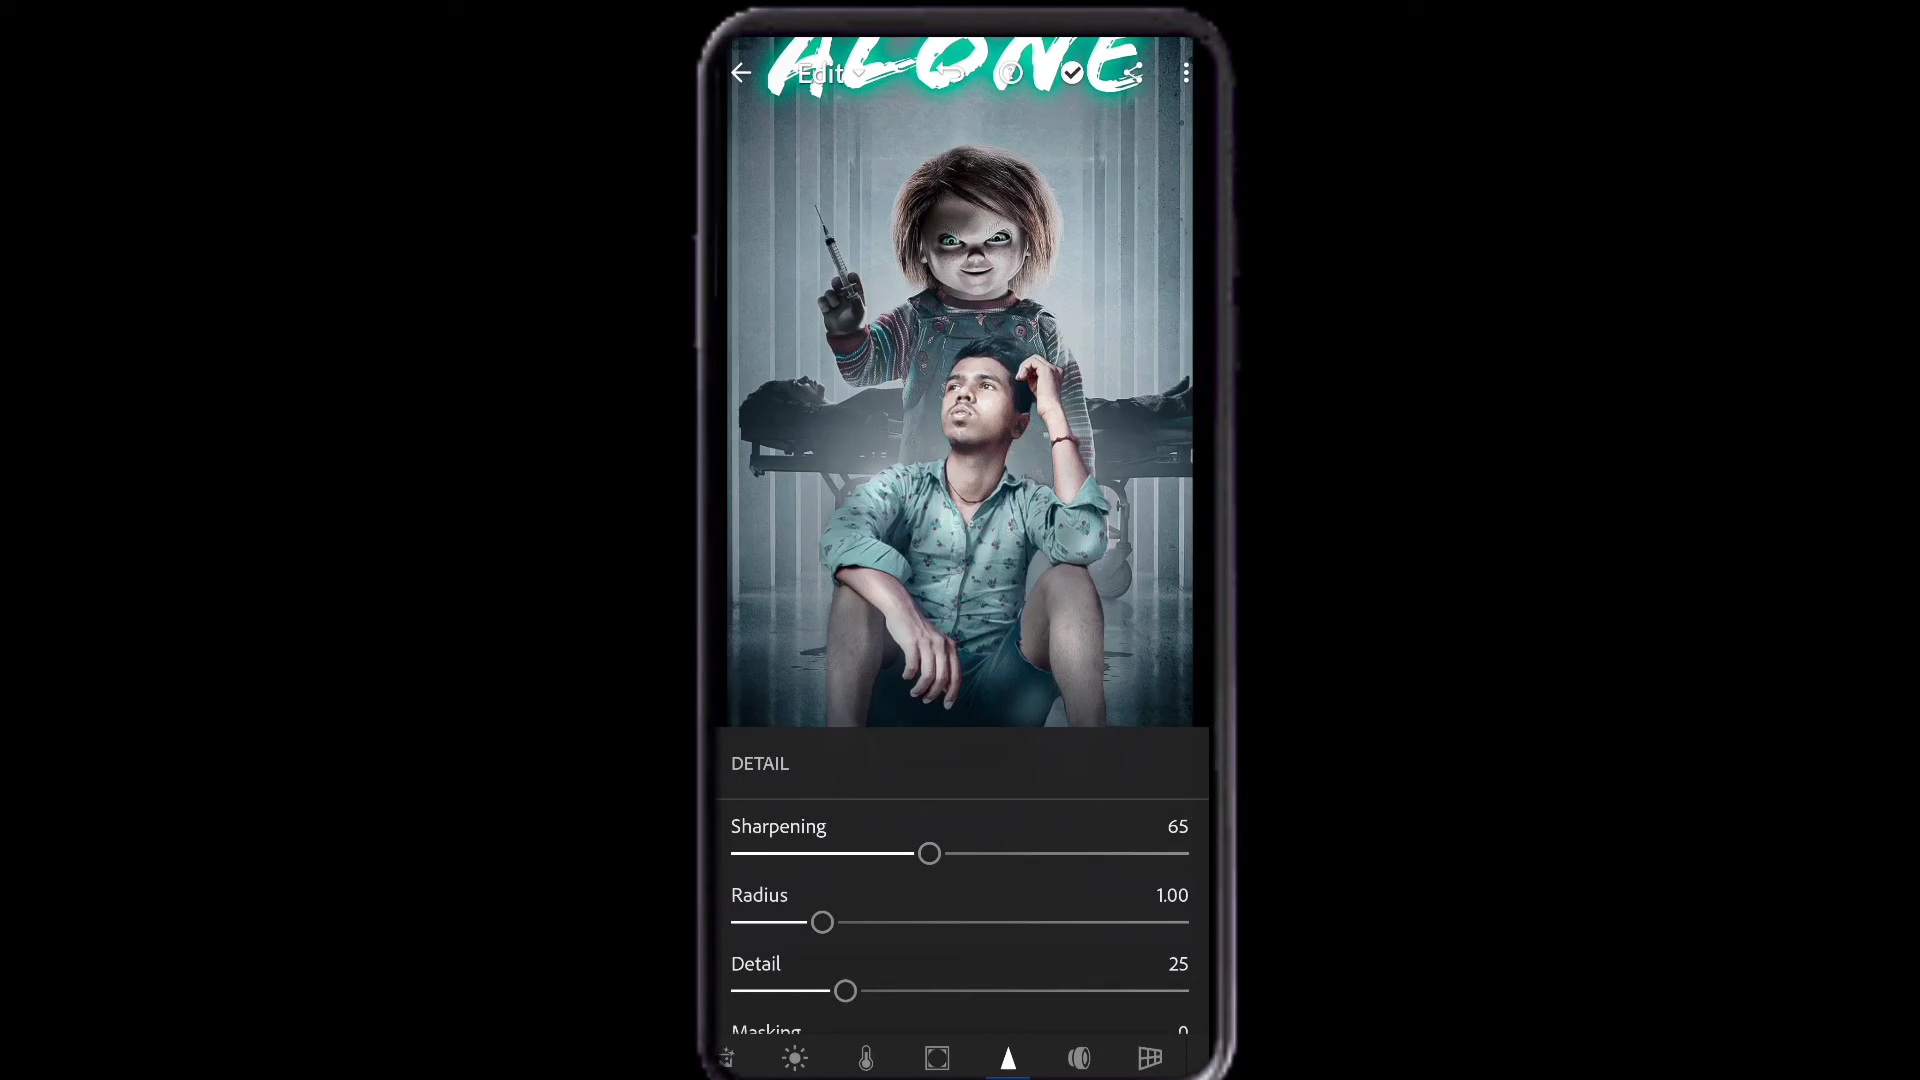 ALONE
Edit
DETAIL
Sharpening 65
Radius 1.00
Detail 25
Masking 0